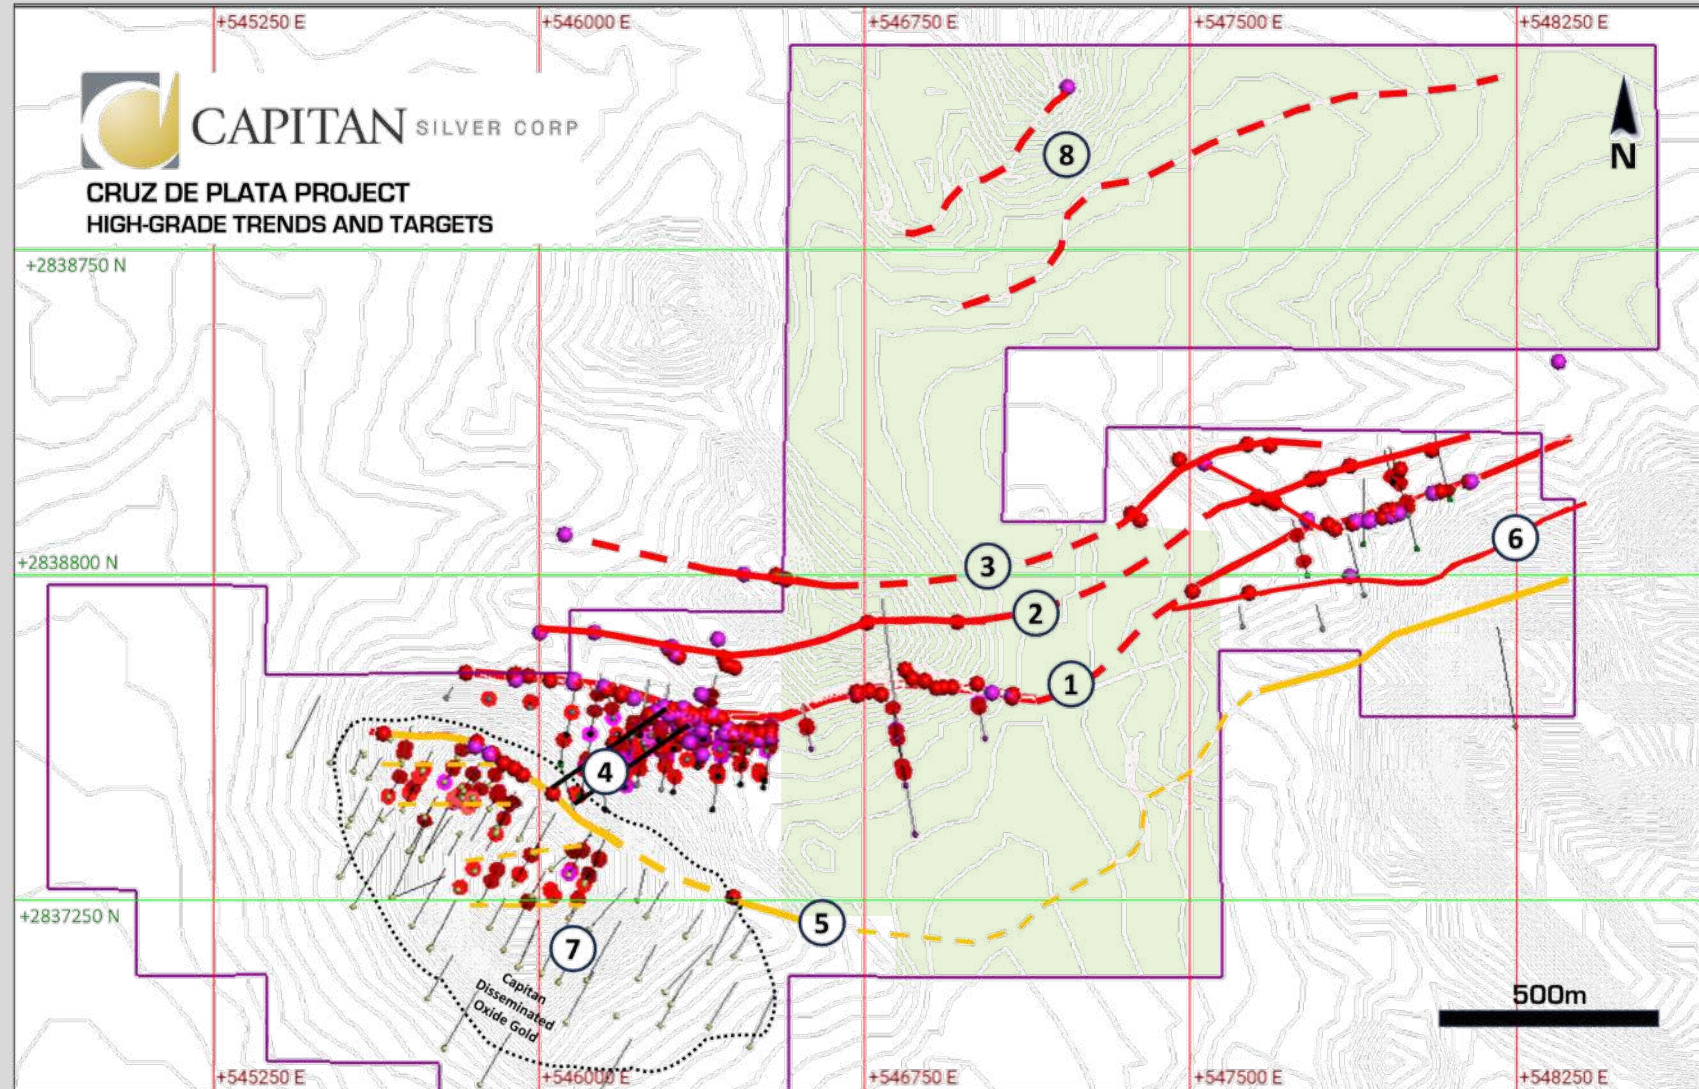 +545250 E
+546000 E
+546750 E
+547500 E
+548250 E
CAPITAN SILVER CORP
CRUZ DE PLATA PROJECT
HIGH-GRADE TRENDS AND TARGETS
8
N
+2838750 N
+2838800 N
3
6
2
1
4
5
+2837250 N
7
Capitan
Disseminated
Oxide Gold
500m
+545250 E
+546000 E
+546750 E
+547500 E
+548250 E